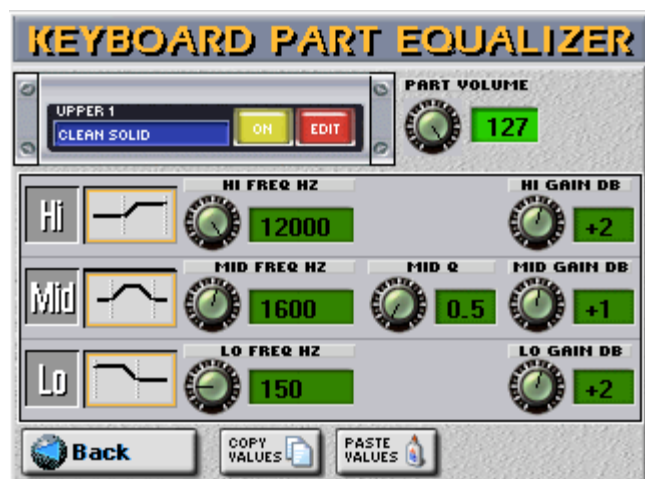 KEYBOARD PART EQUALIZER
PART VOLUME
UPPER 1
CLEAN SOLID
ON
EDIT
127
Hi
HI FREQ HZ
12000
HI GAIN DB
+2
Mid
MID FREQ HZ
1600
MID Q
0.5
MID GAIN DB
+1
Lo
LO FREQ HZ
150
LO GAIN DB
+2
Back
COPY
VALUES
PASTE
VALUES